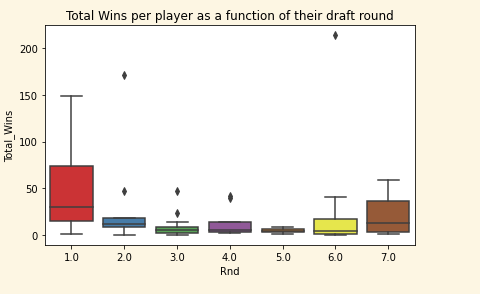 Total Wins per player as a function of their draft round
200
150
100
50
0
Total_Wins
1.0 2.0 3.0 4.0 5.0 6.0 7.0
Rnd